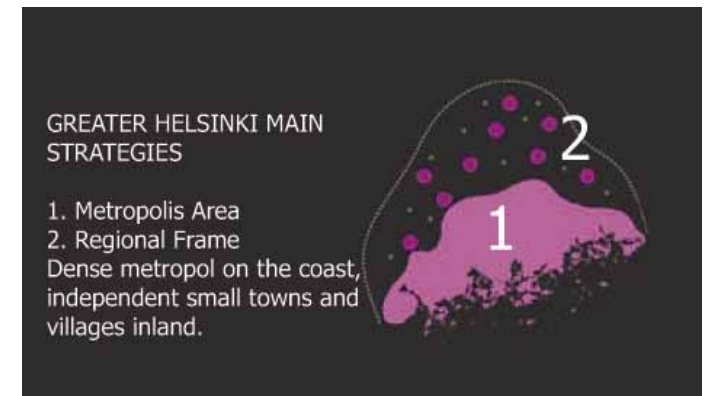 GREATER HELSINKI MAIN
STRATEGIES
1. Metropolis Area
2. Regional Frame
Dense metropol on the coast,
independent small towns and
villages inland.
2
1